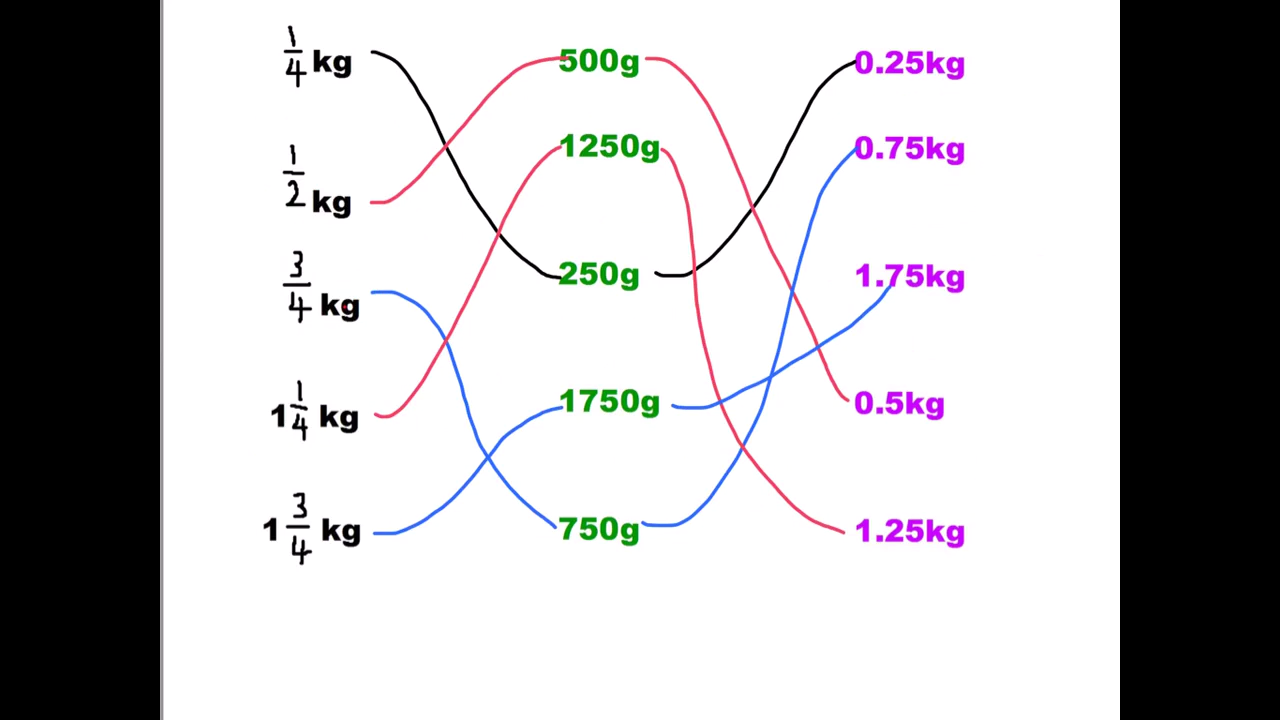 1/4 kg 500g 0.25kg
1/2 kg 1250g 0.75kg
3/4 kg 250g 1.75kg
1 1/4 kg 1750g 0.5kg
1 3/4 kg 750g 1.25kg